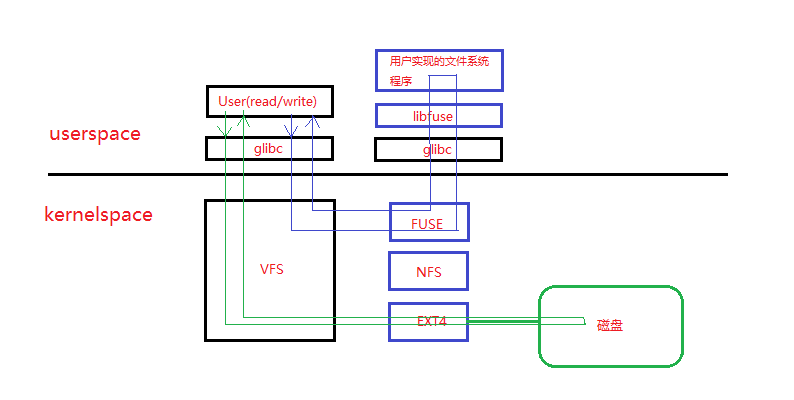 用户实现的文件系统
程序
User(read/write)
libfuse
userspace
glibc
glibc
kernelspace
FUSE
VFS
NFS
EXT4
磁盘